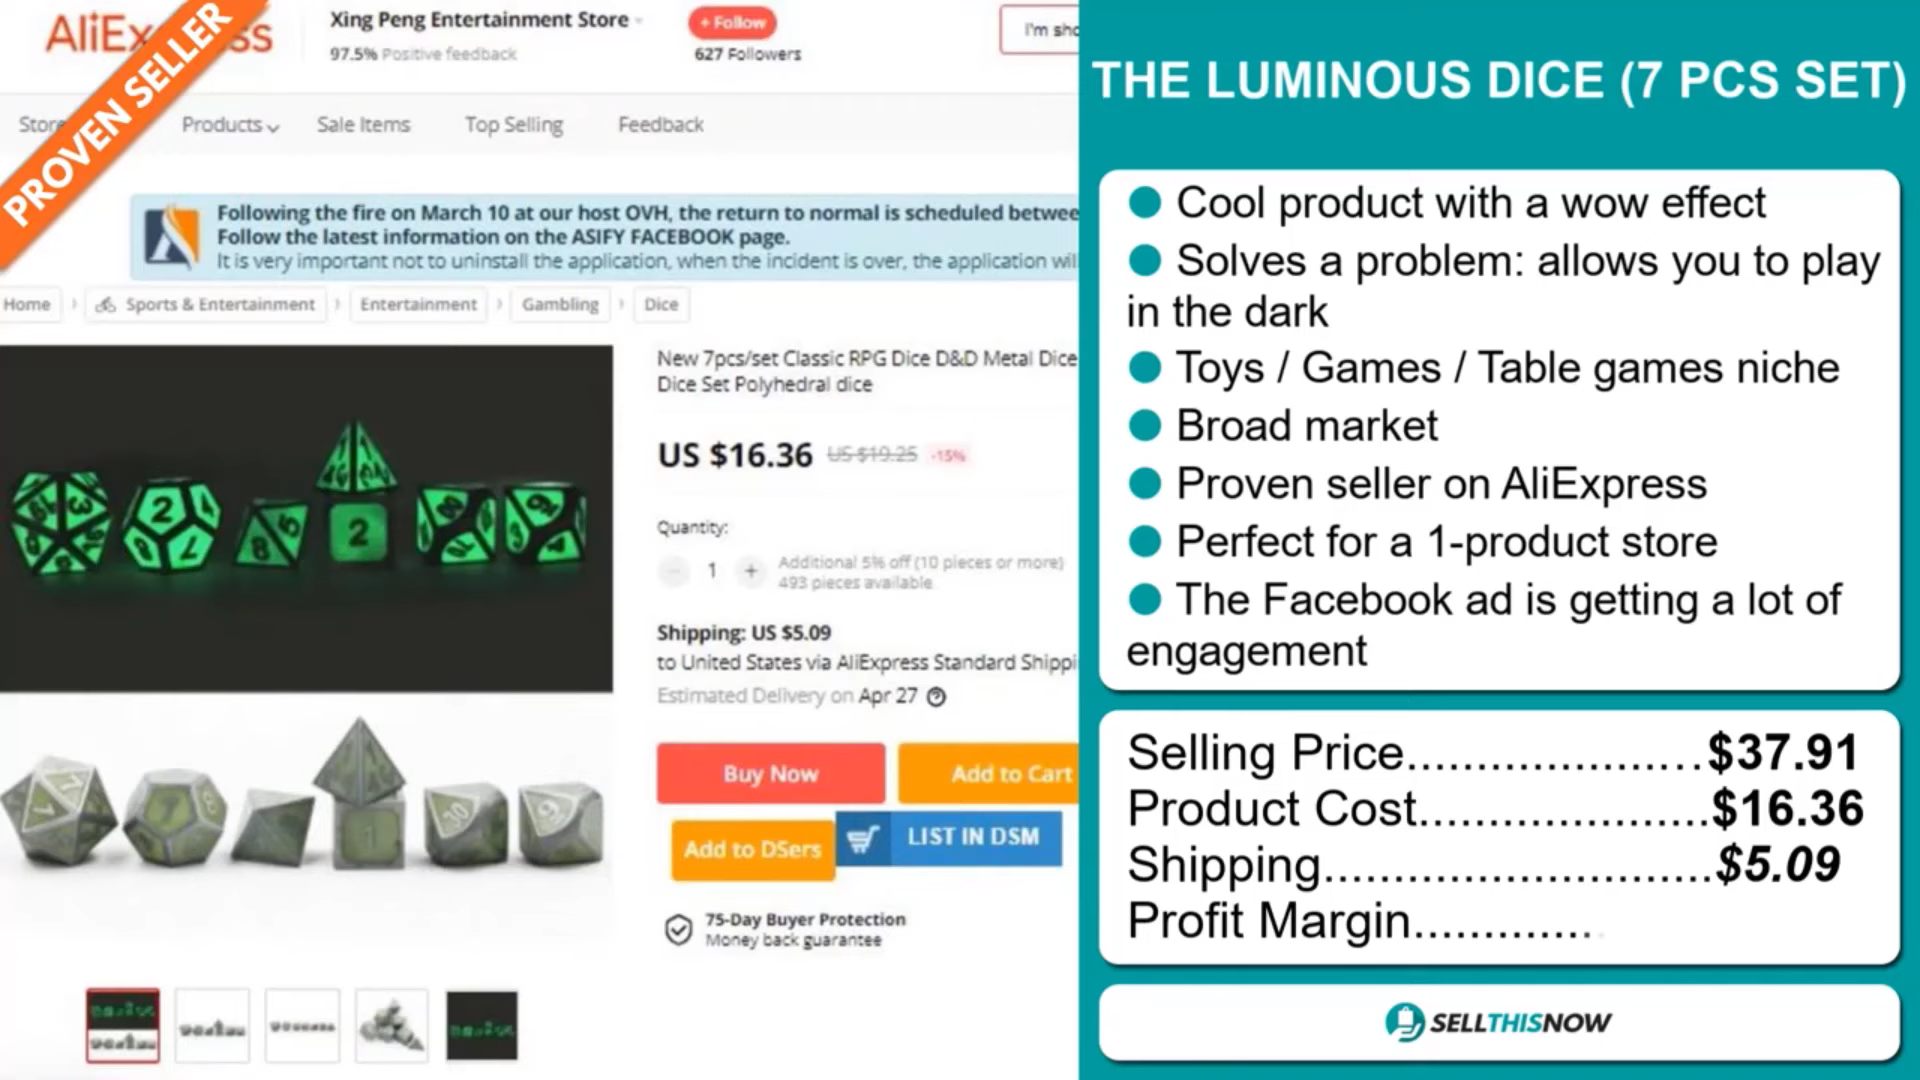 AliEx ss
PROVEN SELLER
Xing Peng Entertainment Store
97.5% Positive feedback
+ Follow
627 Followers
I'm sho
Store
Products
Sale Items
Top Selling
Feedback
Following the fire on March 10 at our host OVH, the return to normal is scheduled betwee
Follow the latest information on the ASIFY FACEBOOK page.
It is very important not to uninstall the application, when the incident is over, the application wil
Home
Sports & Entertainment
Entertainment
Gambling
Dice
New 7pcs/set Classic RPG Dice D&D Metal Dice
Dice Set Polyhedral dice
US $16.36 US $19.25 -15%
Quantity:
1
Additional 5% off (10 pieces or more)
493 pieces available
Shipping: US $5.09
to United States via AliExpress Standard Shippi
Estimated Delivery on Apr 27
Buy Now
Add to Cart
Add to DSers
LIST IN DSM
75-Day Buyer Protection
Money back guarantee
THE LUMINOUS DICE (7 PCS SET)
Cool product with a wow effect
Solves a problem: allows you to play
in the dark
Toys / Games / Table games niche
Broad market
Proven seller on AliExpress
Perfect for a 1-product store
The Facebook ad is getting a lot of
engagement
Selling Price......................$37.91
Product Cost.....................$16.36
Shipping............................$5.09
Profit Margin.............
SELLTHISNOW